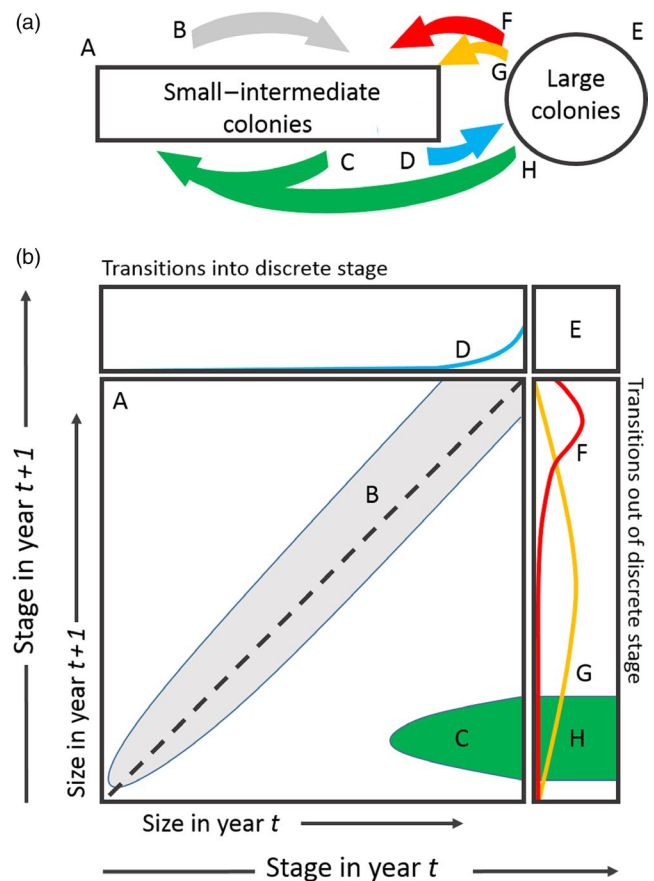 (a)
A
B
F
E
G
Small–intermediate
colonies
Large
colonies
C
D
H
(b)
Transitions into discrete stage
D
E
A
B
F
G
C
H
Transitions out of discrete stage
Stage in year t+1
Size in year t+1
Size in year t
Stage in year t